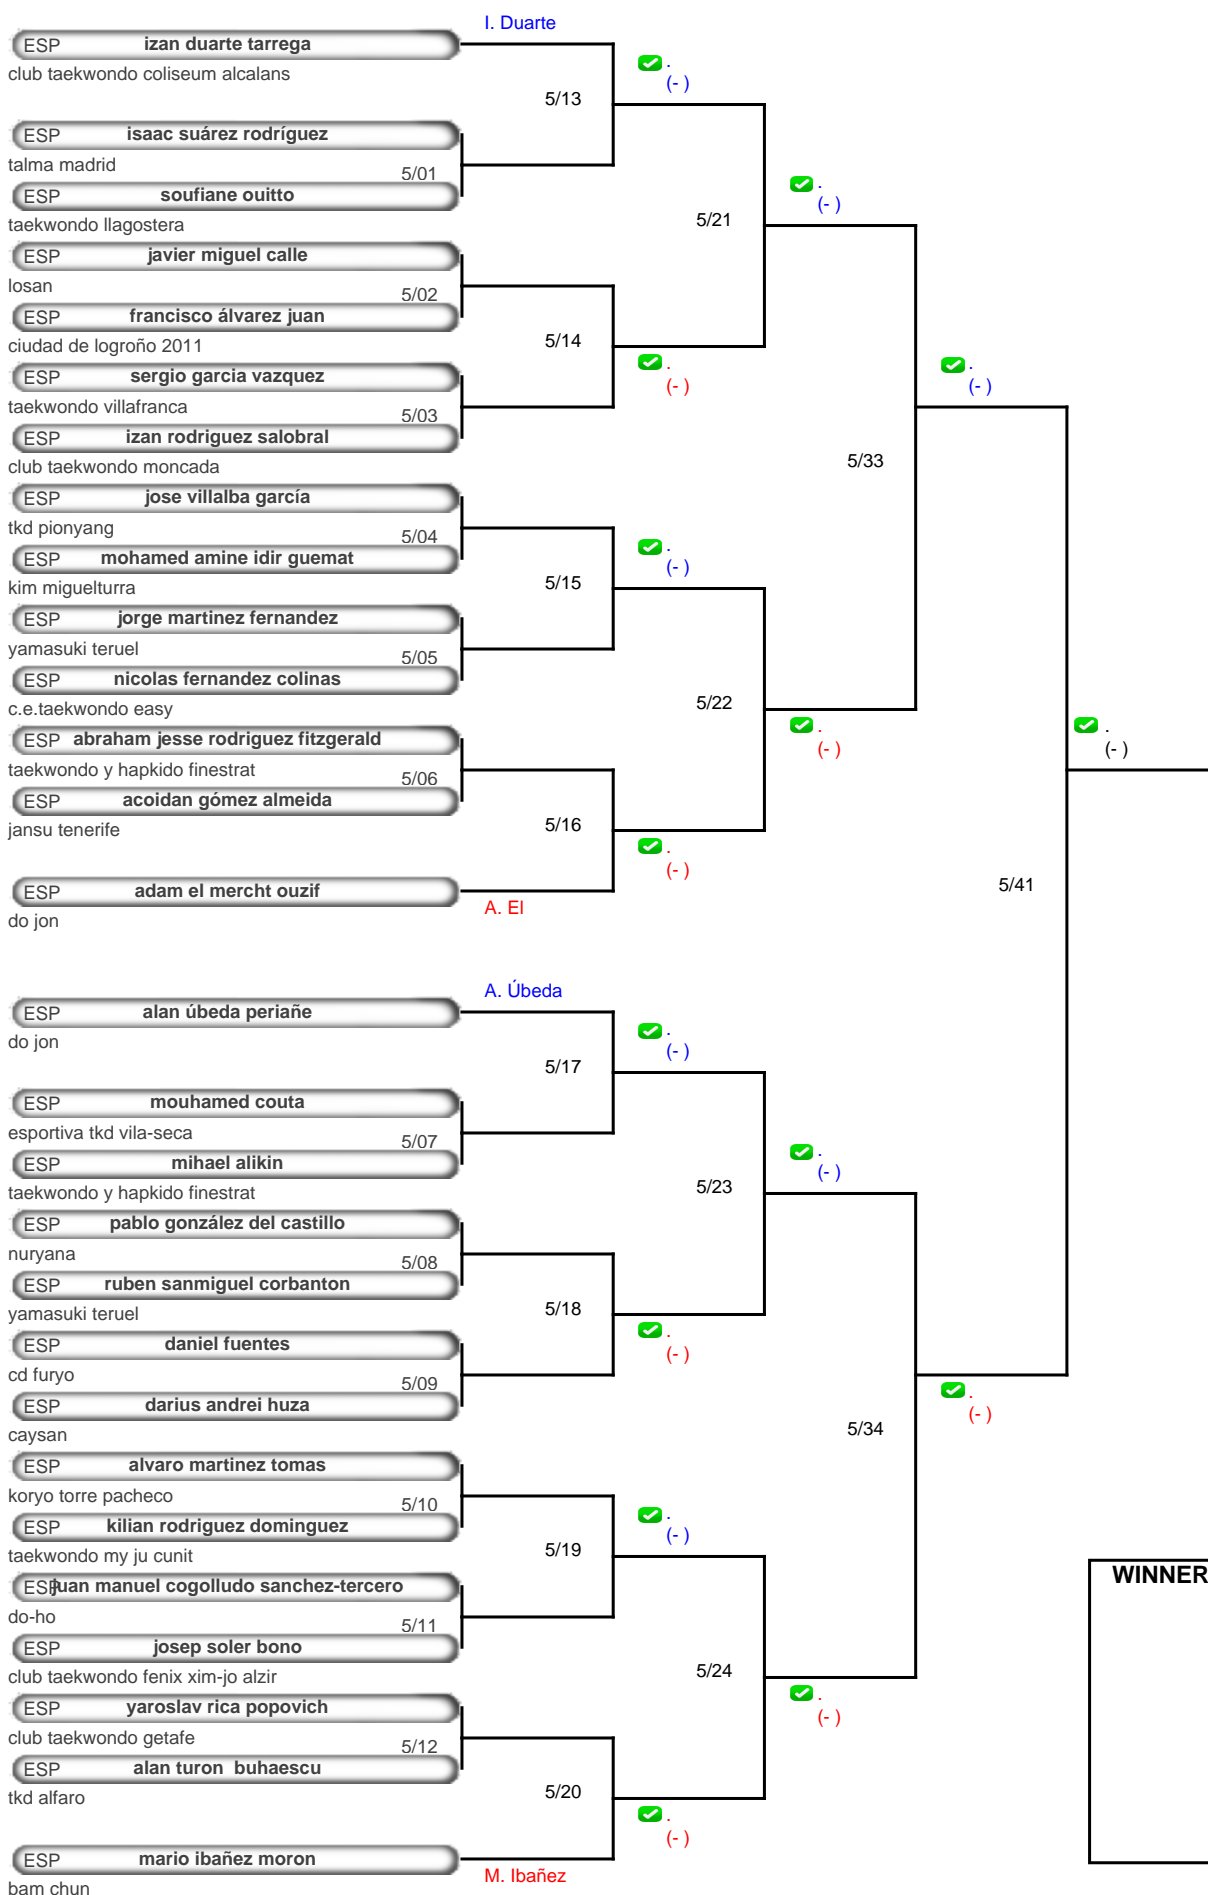 I. Duarte
ESP izan duarte tarrega
club taekwondo coliseum alcalans
.
(- )
5/13
ESP isaac suárez rodríguez
talma madrid
5/01
ESP soufiane ouitto
taekwondo llagostera
.
(- )
5/21
ESP javier miguel calle
losan
5/02
ESP francisco álvarez juan
ciudad de logroño 2011
5/14
.
(- )
ESP sergio garcia vazquez
taekwondo villafranca
5/03
ESP izan rodriguez salobral
club taekwondo moncada
.
(- )
5/33
ESP jose villalba garcía
tkd pionyang
5/04
ESP mohamed amine idir guemat
kim miguelturra
.
(- )
5/15
ESP jorge martinez fernandez
yamasuki teruel
5/05
ESP nicolas fernandez colinas
c.e.taekwondo easy
5/22
.
(- )
ESP abraham jesse rodriguez fitzgerald
taekwondo y hapkido finestrat
5/06
ESP acoidan gómez almeida
jansu tenerife
.
(- )
5/16
.
(- )
ESP adam el mercht ouzif
do jon
A. El
5/41
A. Úbeda
ESP alan úbeda periañe
do jon
.
(- )
5/17
ESP mouhamed couta
esportiva tkd vila-seca
5/07
ESP mihael alikin
taekwondo y hapkido finestrat
.
(- )
5/23
ESP pablo gonzález del castillo
nuryana
5/08
ESP ruben sanmiguel corbanton
yamasuki teruel
5/18
.
(- )
ESP daniel fuentes
cd furyo
5/09
ESP darius andrei huza
caysan
.
(- )
5/34
ESP alvaro martinez tomas
koryo torre pacheco
5/10
ESP kilian rodriguez dominguez
taekwondo my ju cunit
.
(- )
5/19
ESP juan manuel cogolludo sanchez-tercero
do-ho
5/11
ESP josep soler bono
club taekwondo fenix xim-jo alzir
WINNER
5/24
.
(- )
ESP yaroslav rica popovich
club taekwondo getafe
5/12
ESP alan turon buhaescu
tkd alfaro
5/20
.
(- )
ESP mario ibañez moron
bam chun
M. Ibañez